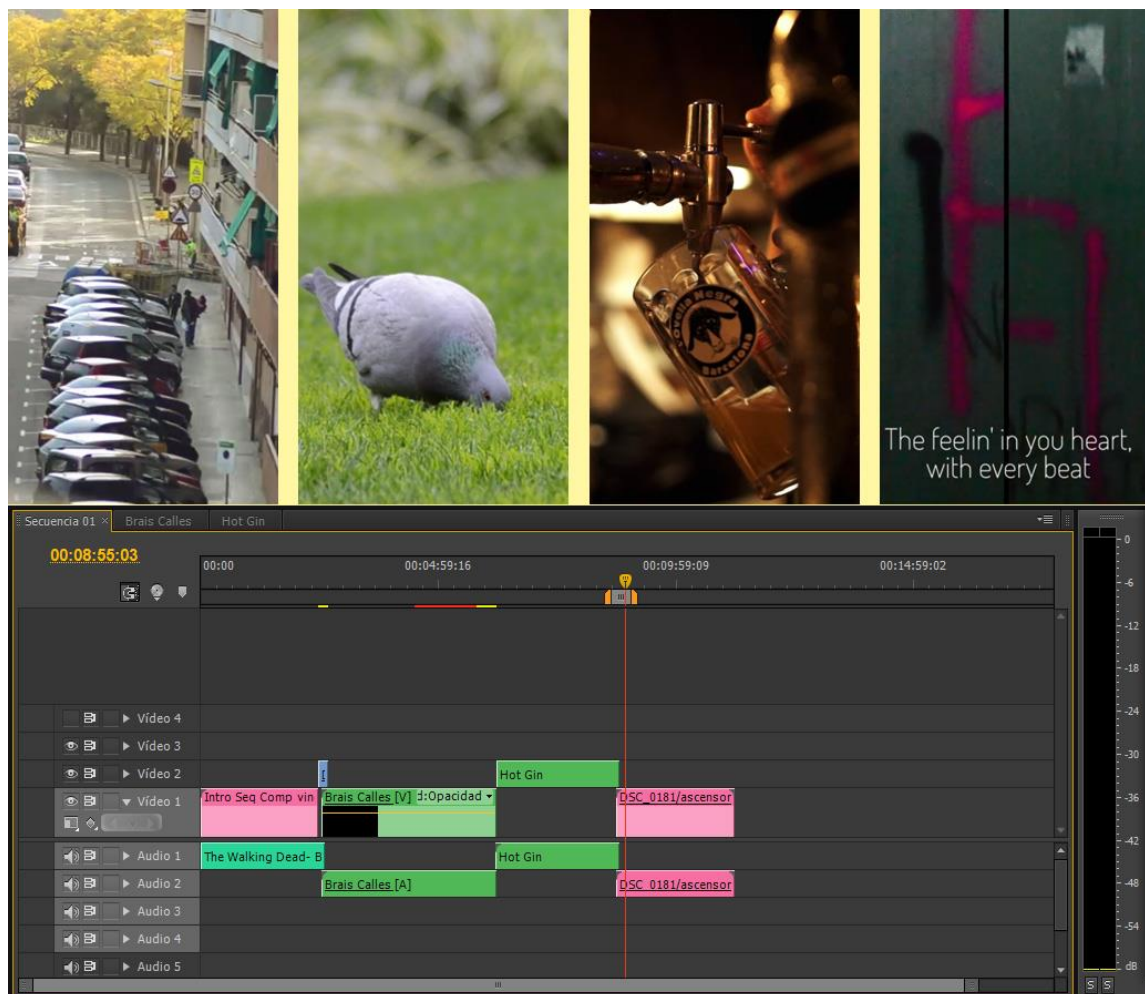 L'Ovella Negra
Barcelona
The feelin' in you heart,
with every beat
Secuencia 01 × Brais Calles Hot Gin
00:08:55:03
00:00 00:04:59:16 00:09:59:09 00:14:59:02
Vídeo 4
Vídeo 3
Vídeo 2 Hot Gin
Vídeo 1 Intro Seq Comp vin Brais Calles [V] d:Opacidad DSC_0181/ascensor
Audio 1 The Walking Dead- B Hot Gin
Audio 2 Brais Calles [A] DSC_0181/ascensor
Audio 3
Audio 4
Audio 5
0
-6
-12
-18
-24
-30
-36
-42
-48
-54
dB
S S